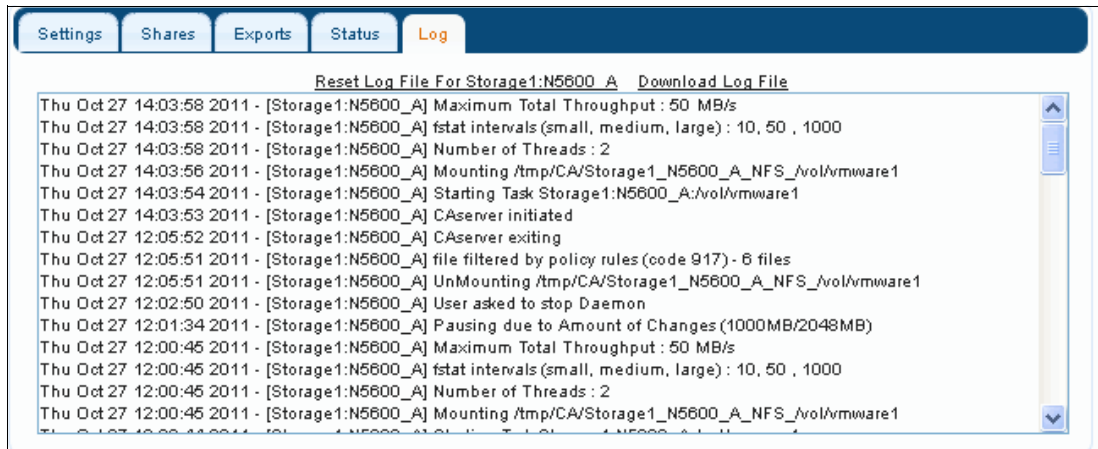 Settings Shares Exports Status Log
Reset Log File For Storage1:N5600_A Download Log File
Thu Oct 27 14:03:58 2011 - [Storage1:N5600_A] Maximum Total Throughput : 50 MB/s
Thu Oct 27 14:03:58 2011 - [Storage1:N5600_A] fstat intervals (small, medium, large) : 10, 50 , 1000
Thu Oct 27 14:03:58 2011 - [Storage1:N5600_A] Number of Threads : 2
Thu Oct 27 14:03:56 2011 - [Storage1:N5600_A] Mounting /tmp/CA/Storage1_N5600_A_NFS_/vol/vmware1
Thu Oct 27 14:03:54 2011 - [Storage1:N5600_A] Starting Task Storage1:N5600_A:/vol/vmware1
Thu Oct 27 14:03:53 2011 - [Storage1:N5600_A] CAserver initiated
Thu Oct 27 12:05:52 2011 - [Storage1:N5600_A] CAserver exiting
Thu Oct 27 12:05:51 2011 - [Storage1:N5600_A] file filtered by policy rules (code 917) - 6 files
Thu Oct 27 12:05:51 2011 - [Storage1:N5600_A] UnMounting /tmp/CA/Storage1_N5600_A_NFS_/vol/vmware1
Thu Oct 27 12:02:50 2011 - [Storage1:N5600_A] User asked to stop Daemon
Thu Oct 27 12:01:34 2011 - [Storage1:N5600_A] Pausing due to Amount of Changes (1000MB/2048MB)
Thu Oct 27 12:00:45 2011 - [Storage1:N5600_A] Maximum Total Throughput : 50 MB/s
Thu Oct 27 12:00:45 2011 - [Storage1:N5600_A] fstat intervals (small, medium, large) : 10, 50 , 1000
Thu Oct 27 12:00:45 2011 - [Storage1:N5600_A] Number of Threads : 2
Thu Oct 27 12:00:45 2011 - [Storage1:N5600_A] Mounting /tmp/CA/Storage1_N5600_A_NFS_/vol/vmware1